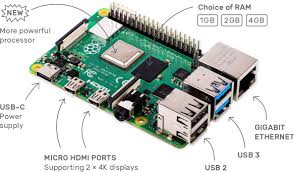 NEW
More powerful
processor
Choice of RAM
1GB 2GB 4GB
USB-C
Power
supply
MICRO HDMI PORTS
Supporting 2 × 4K displays
USB 2
USB 3
GIGABIT
ETHERNET